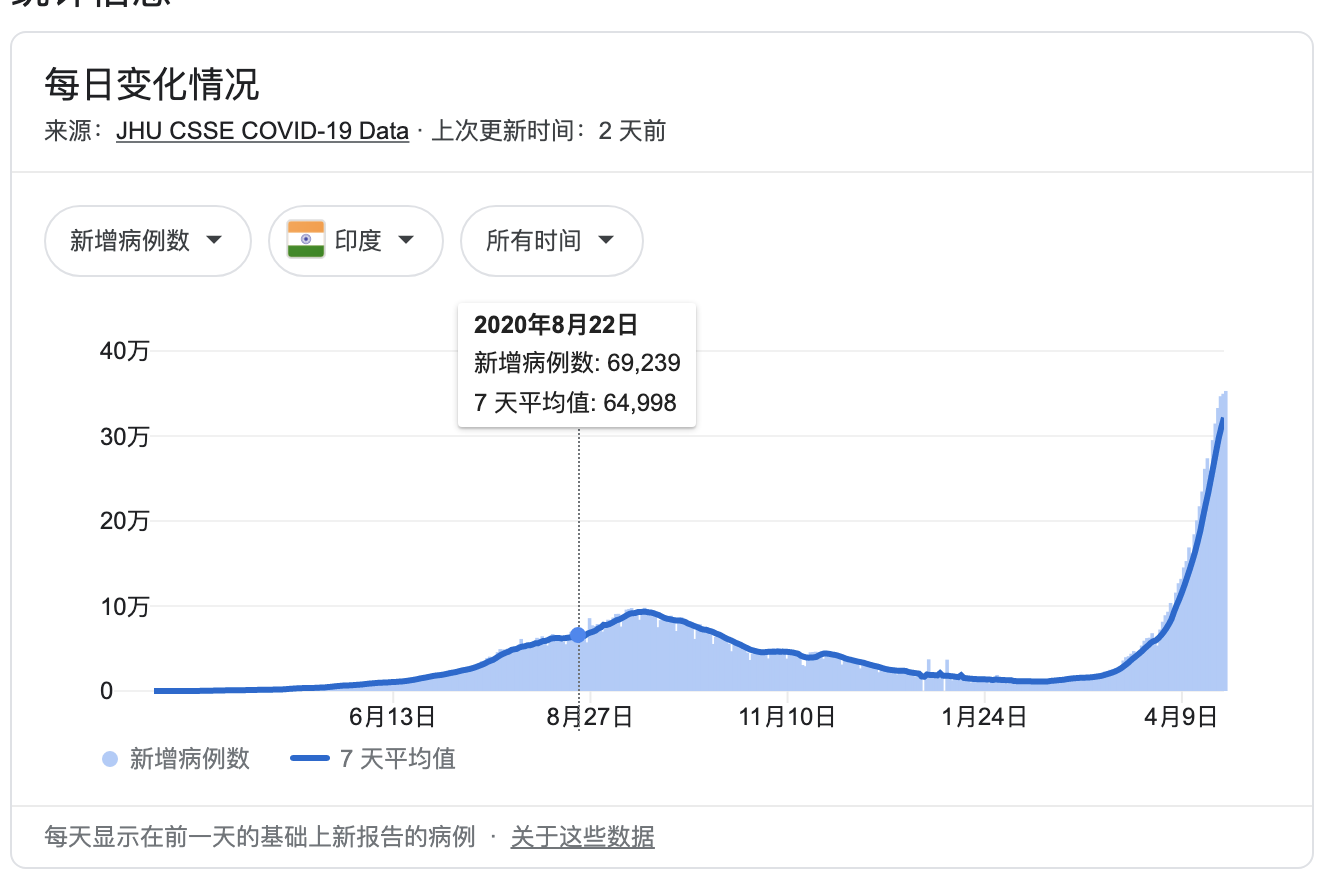 统计信息
每日变化情况
来源：JHU CSSE COVID-19 Data · 上次更新时间：2 天前
新增病例数 印度 所有时间
2020年8月22日
新增病例数: 69,239
7 天平均值: 64,998
40万
30万
20万
10万
0
6月13日 8月27日 11月10日 1月24日 4月9日
新增病例数 7 天平均值
每天显示在前一天的基础上新报告的病例 · 关于这些数据